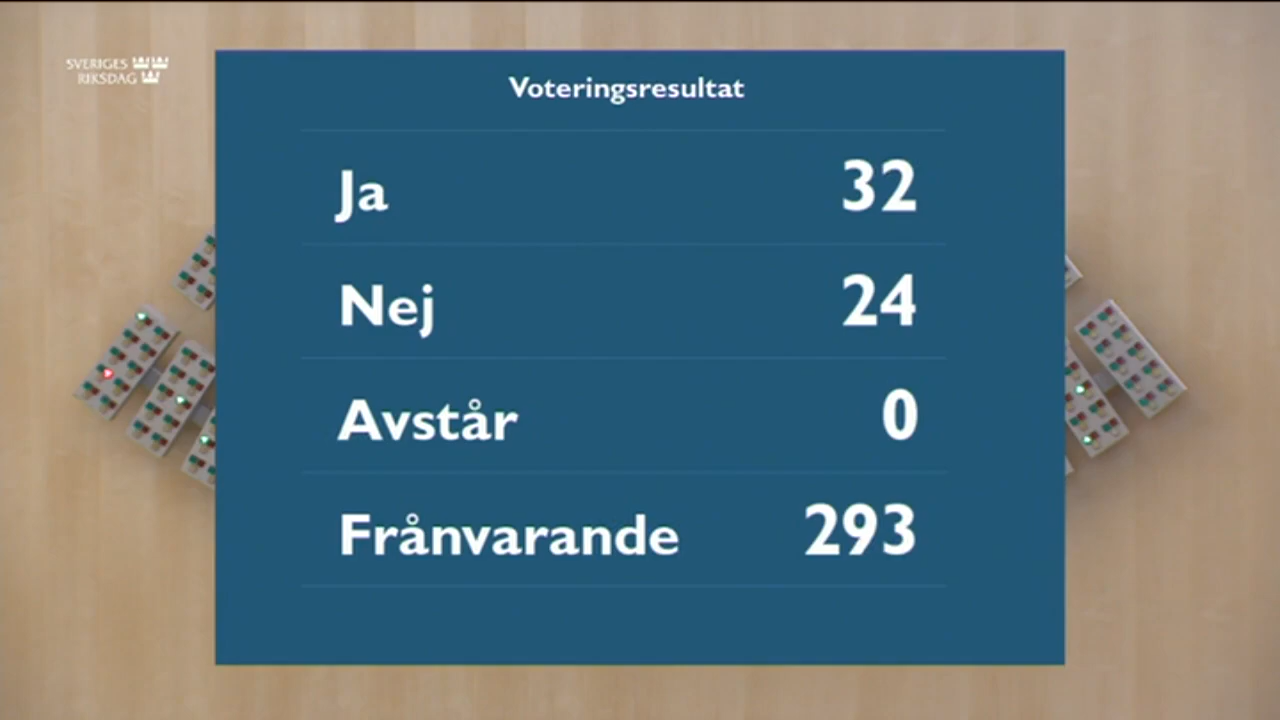 SVERIGES
RIKSDAG
Voteringsresultat
Ja 32
Nej 24
Avstår 0
Frånvarande 293